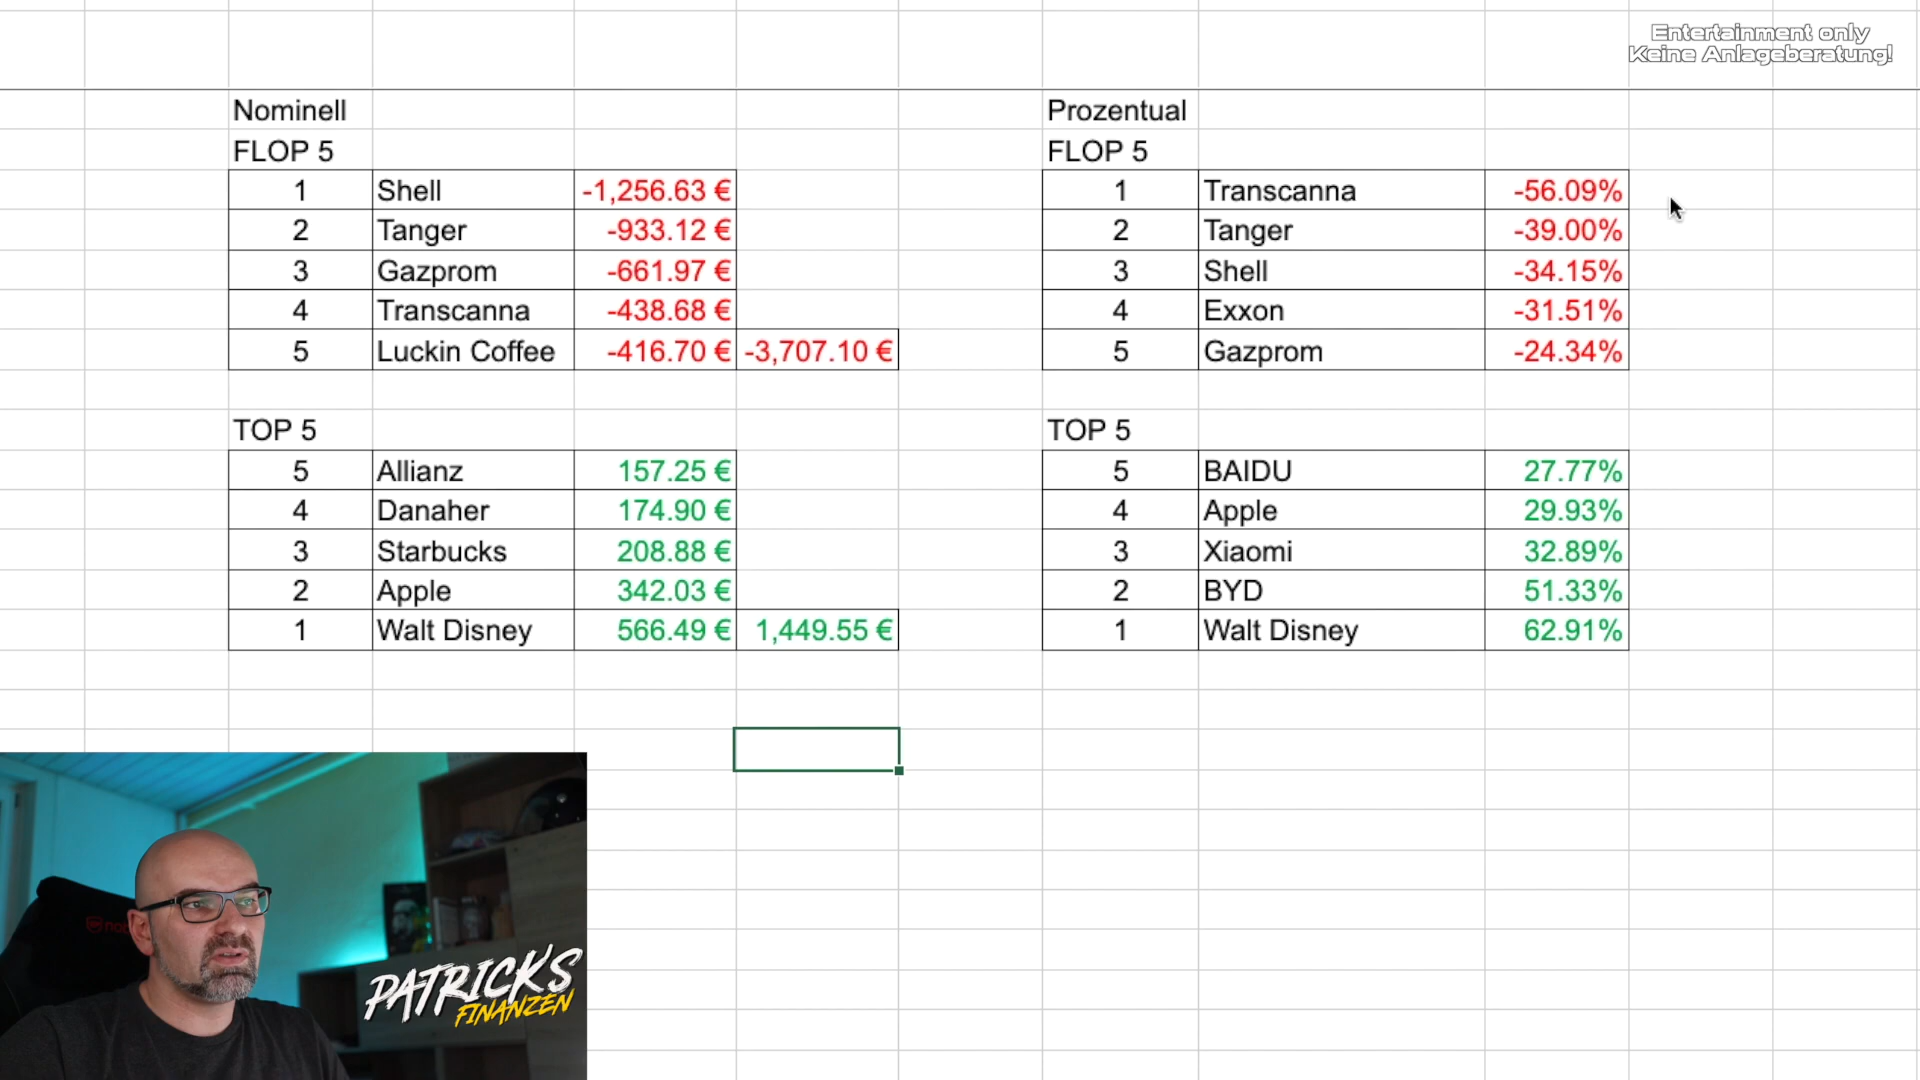 Entertainment only
Keine Anlageberatung!
Nominell
FLOP 5
1 Shell -1,256.63 €
2 Tanger -933.12 €
3 Gazprom -661.97 €
4 Transcanna -438.68 €
5 Luckin Coffee -416.70 € -3,707.10 €
TOP 5
5 Allianz 157.25 €
4 Danaher 174.90 €
3 Starbucks 208.88 €
2 Apple 342.03 €
1 Walt Disney 566.49 € 1,449.55 €
Prozentual
FLOP 5
1 Transcanna -56.09%
2 Tanger -39.00%
3 Shell -34.15%
4 Exxon -31.51%
5 Gazprom -24.34%
TOP 5
5 BAIDU 27.77%
4 Apple 29.93%
3 Xiaomi 32.89%
2 BYD 51.33%
1 Walt Disney 62.91%
PATRICKS
FINANZEN